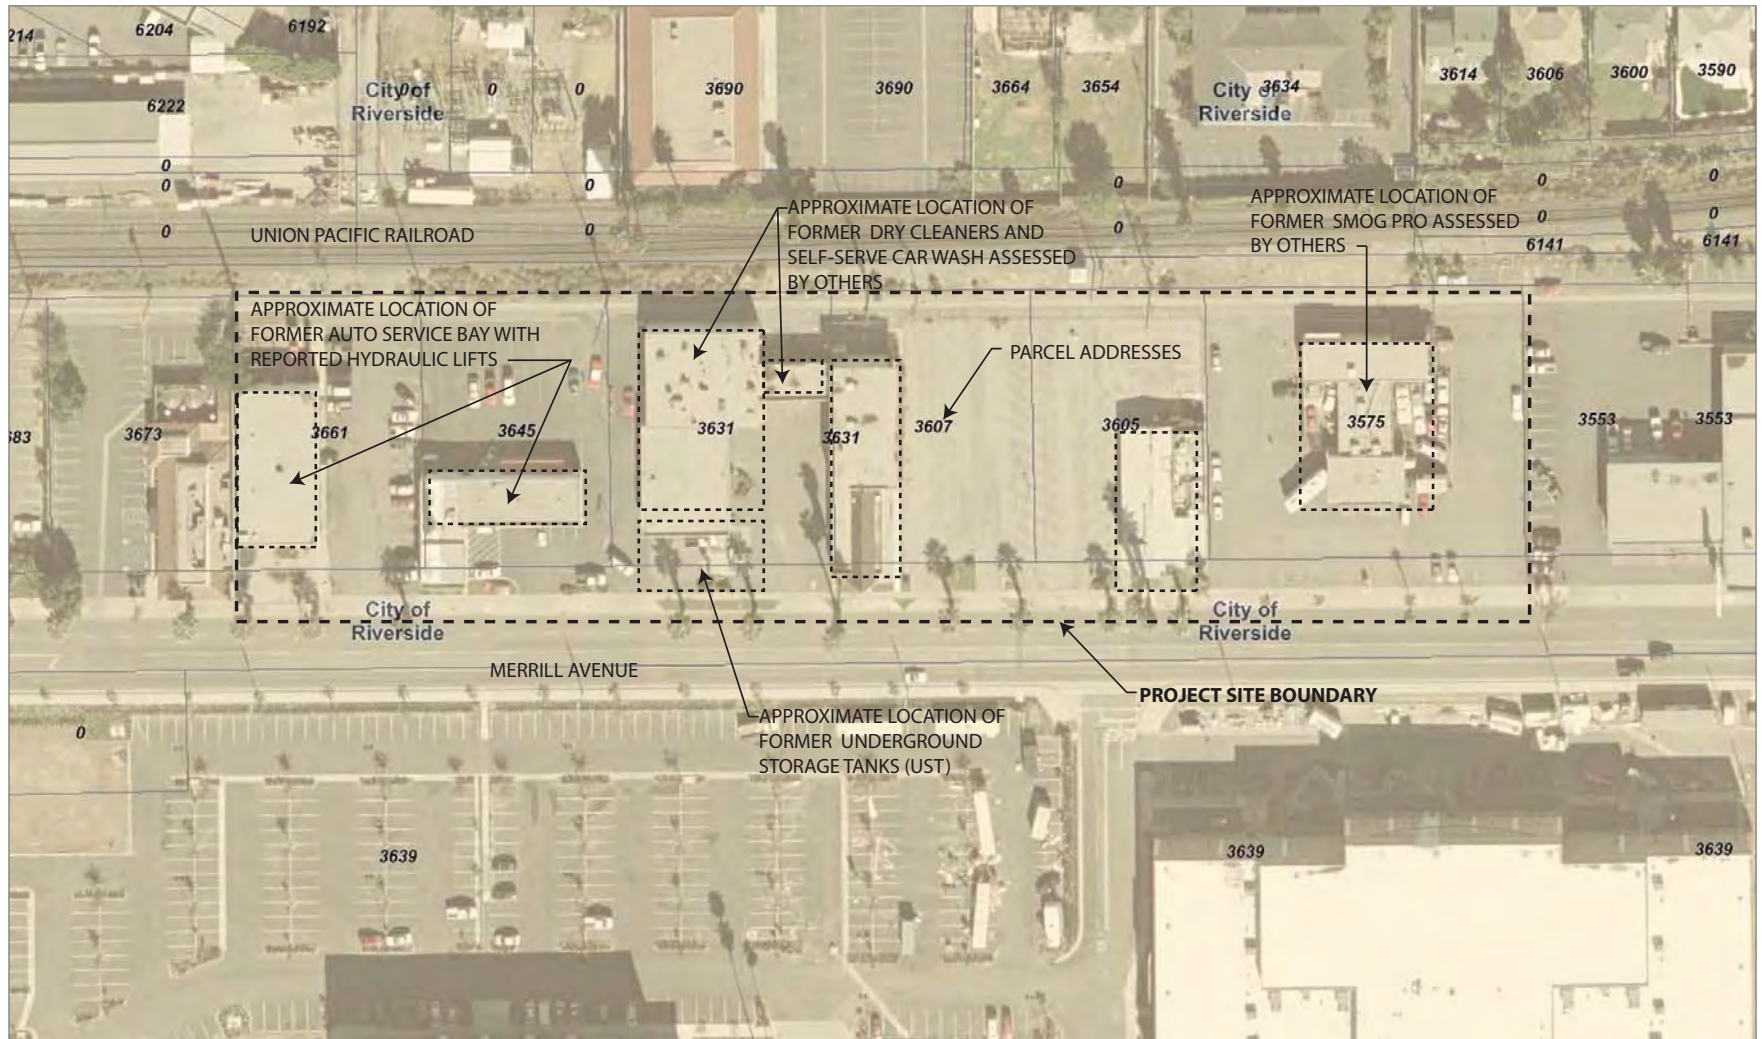 214
6204
6192
6222
City of
Riverside
0
0
0
3690
3690
3664
3654
City of
Riverside
3634
3614
3606
3600
3590
0
0
0
0
0
0
0
0
0
0
0
6141
6141
UNION PACIFIC RAILROAD
APPROXIMATE LOCATION OF
FORMER DRY CLEANERS AND
SELF-SERVE CAR WASH ASSESSED
BY OTHERS
APPROXIMATE LOCATION OF
FORMER SMOG PRO ASSESSED
BY OTHERS
APPROXIMATE LOCATION OF
FORMER AUTO SERVICE BAY WITH
REPORTED HYDRAULIC LIFTS
PARCEL ADDRESSES
683
3673
3661
3645
3631
3631
3607
3605
3575
3553
3553
City of
Riverside
City of
Riverside
MERRILL AVENUE
PROJECT SITE BOUNDARY
APPROXIMATE LOCATION OF
FORMER UNDERGROUND
STORAGE TANKS (UST)
0
3639
3639
3639